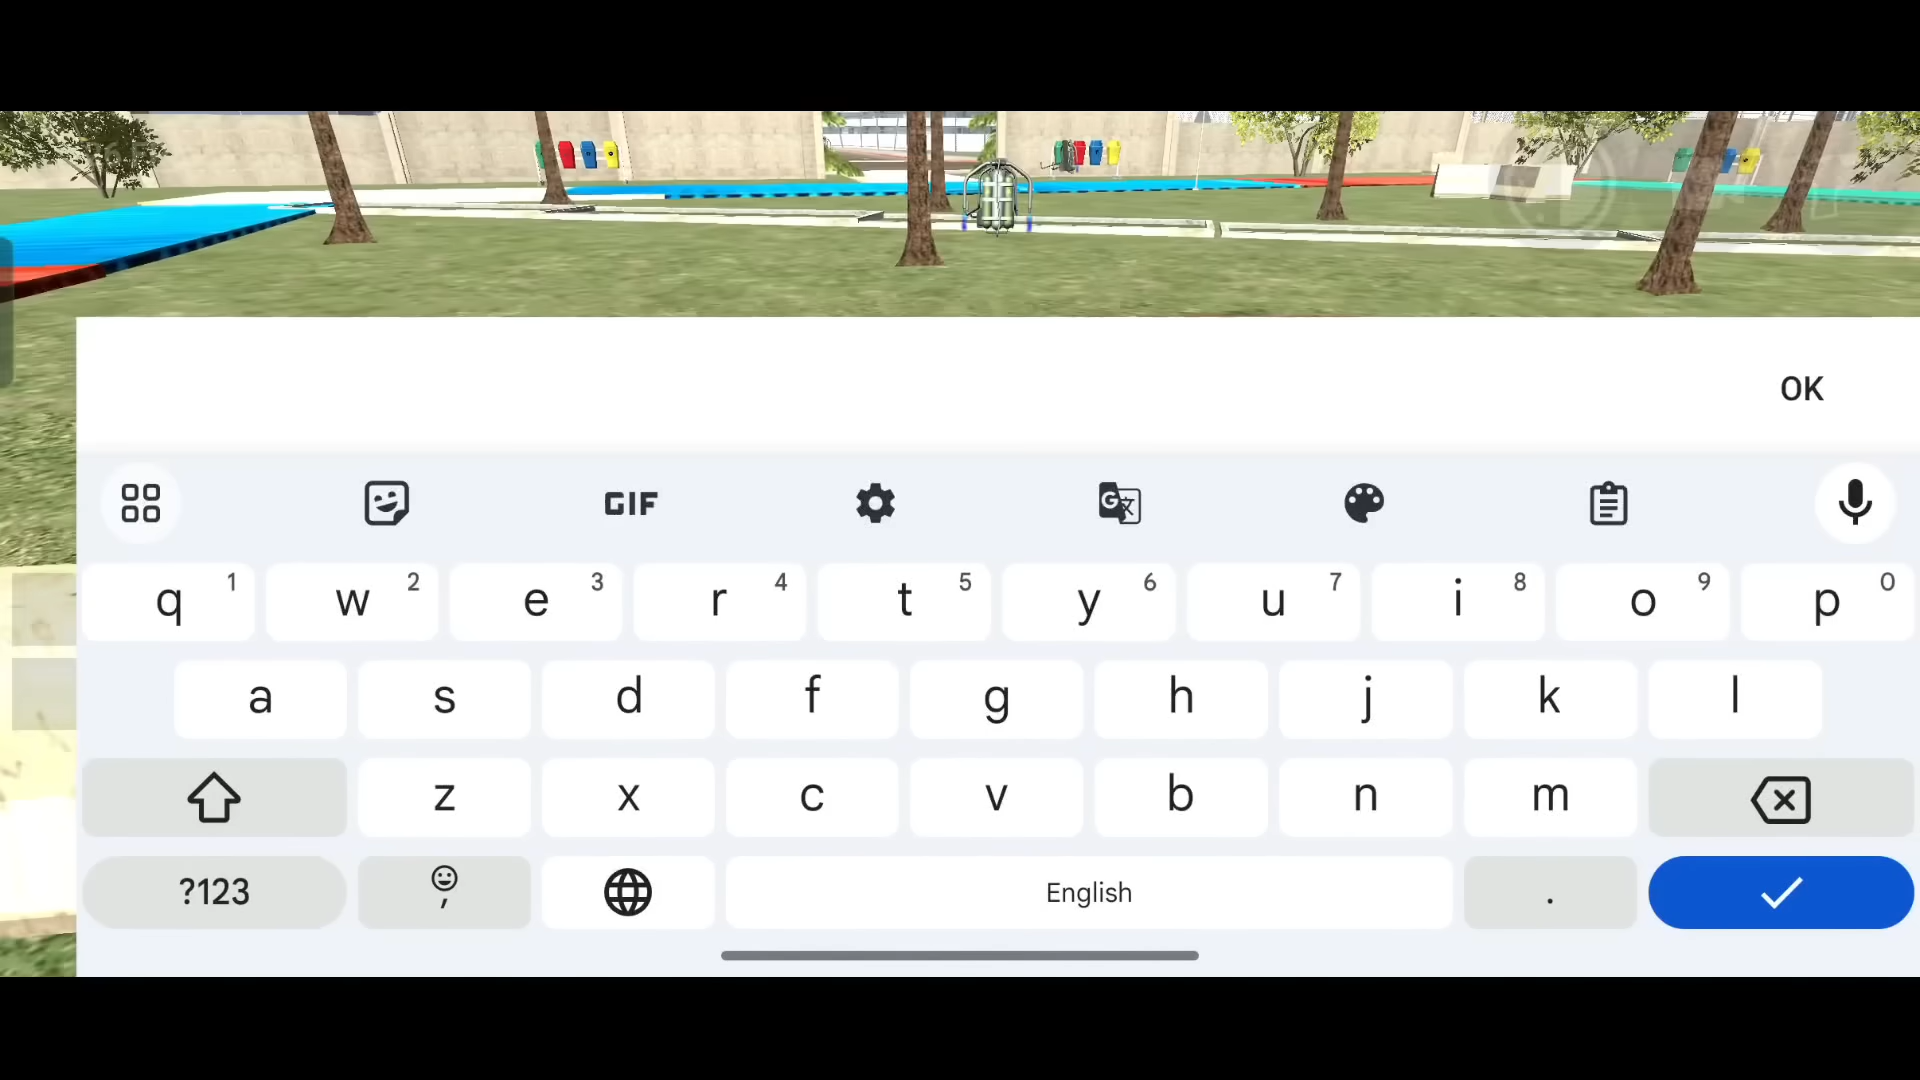 OK
GIF
q 1 w 2 e 3 r 4 t 5 y 6 u 7 i 8 o 9 p 0
a s d f g h j k l
z x c v b n m
?123 , English .